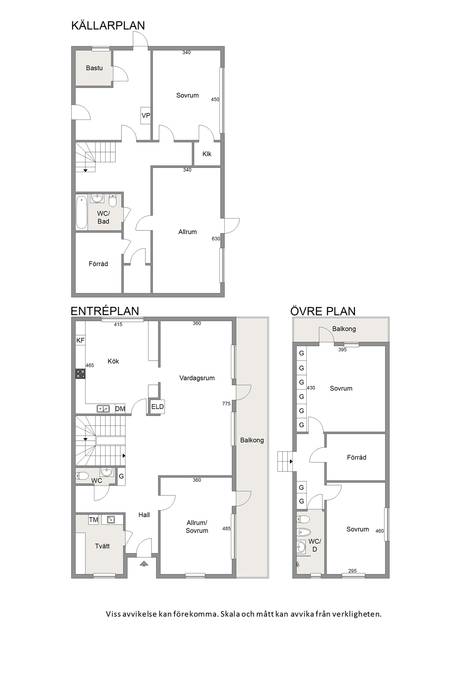 KÄLLARPLAN
340
Bastu
Sovrum
450
VP
Klk
340
WC/
Bad
Allrum
Förråd
630
ENTRÉPLAN
415
360
KF
Kök
465
Vardagsrum
DM
ELD
775
Balkong
WC
G
360
Hall
TM
Allrum/
Sovrum
485
Tvätt
ÖVRE PLAN
Balkong
395
G
G
430
Sovrum
G
G
G
G
Förråd
G
G
Sovrum
460
WC/
D
295
Viss avvikelse kan förekomma. Skala och mått kan avvika från verkligheten.